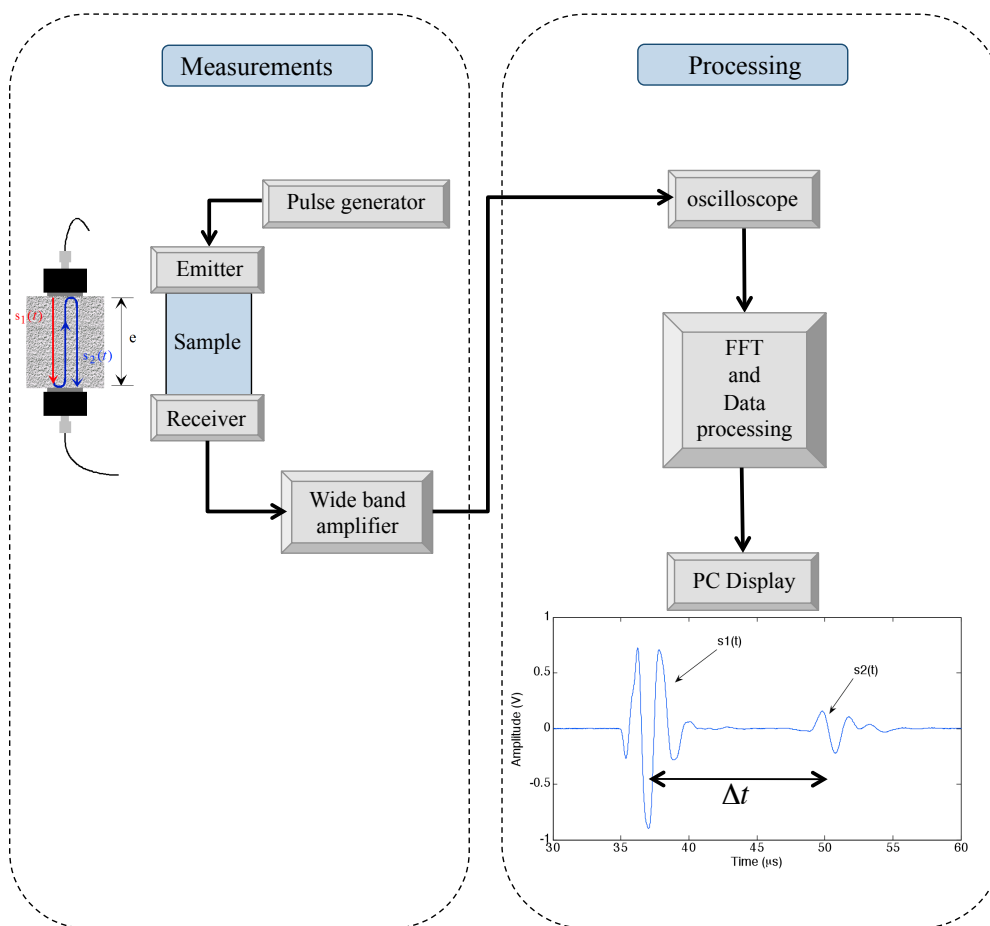 Measurements
Processing
Pulse generator
oscilloscope
Emitter
s₁(t)
e
s₂(t)
Sample
Receiver
Wide band
amplifier
FFT
and
Data
processing
PC Display
1
0.5
0
-0.5
-1
Amplitude (V)
s1(t)
s2(t)
Δt
30
35
40
45
50
55
60
Time (μs)